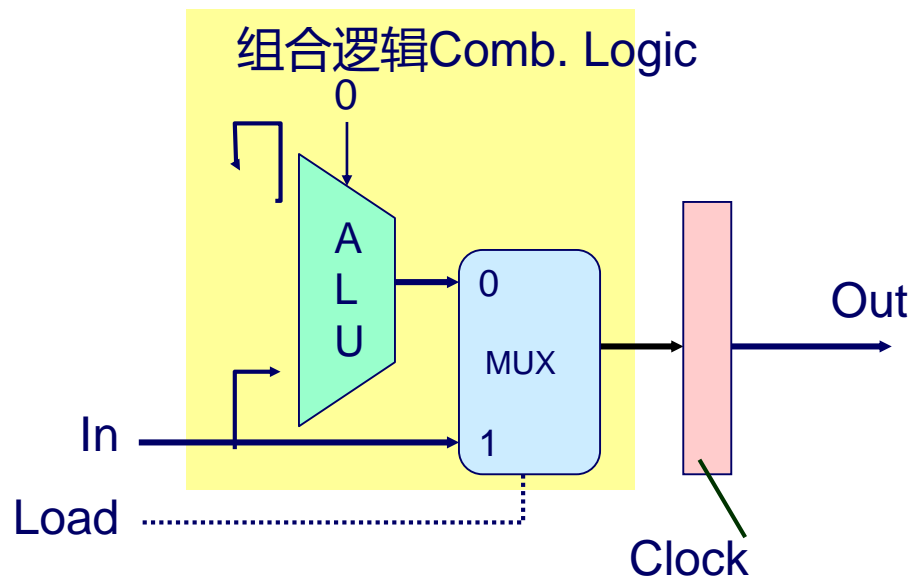 组合逻辑Comb. Logic
0
A
L
U
0
MUX
1
Out
In
Load
Clock